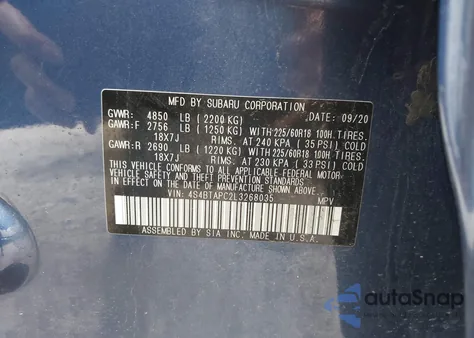 MFD BY SUBARU CORPORATION DATE: 09/20
GVWR: 4850 LB (2200 KG)
GAWR:F 2756 LB (1250 KG) WITH 225/60R18 100H. TIRES.
18X7J RIMS. AT 240 KPA ( 35 PSI) COLD
GAWR:R 2690 LB (1220 KG) WITH 225/60R18 100H. TIRES.
18X7J RIMS. AT 230 KPA ( 33 PSI) COLD
THIS VEHICLE CONFORMS TO ALL APPLICABLE FEDERAL MOTOR
VEHICLE SAFETY, BUMPER, AND THEFT PREVENTION STANDARDS
IN EFFECT ON THE DATE OF MANUFACTURE SHOWN ABOVE.
VIN: 4S4BTAPC2L3268035 MPV
ASSEMBLED BY SIA INC. MADE IN U.S.A.
autoSnap